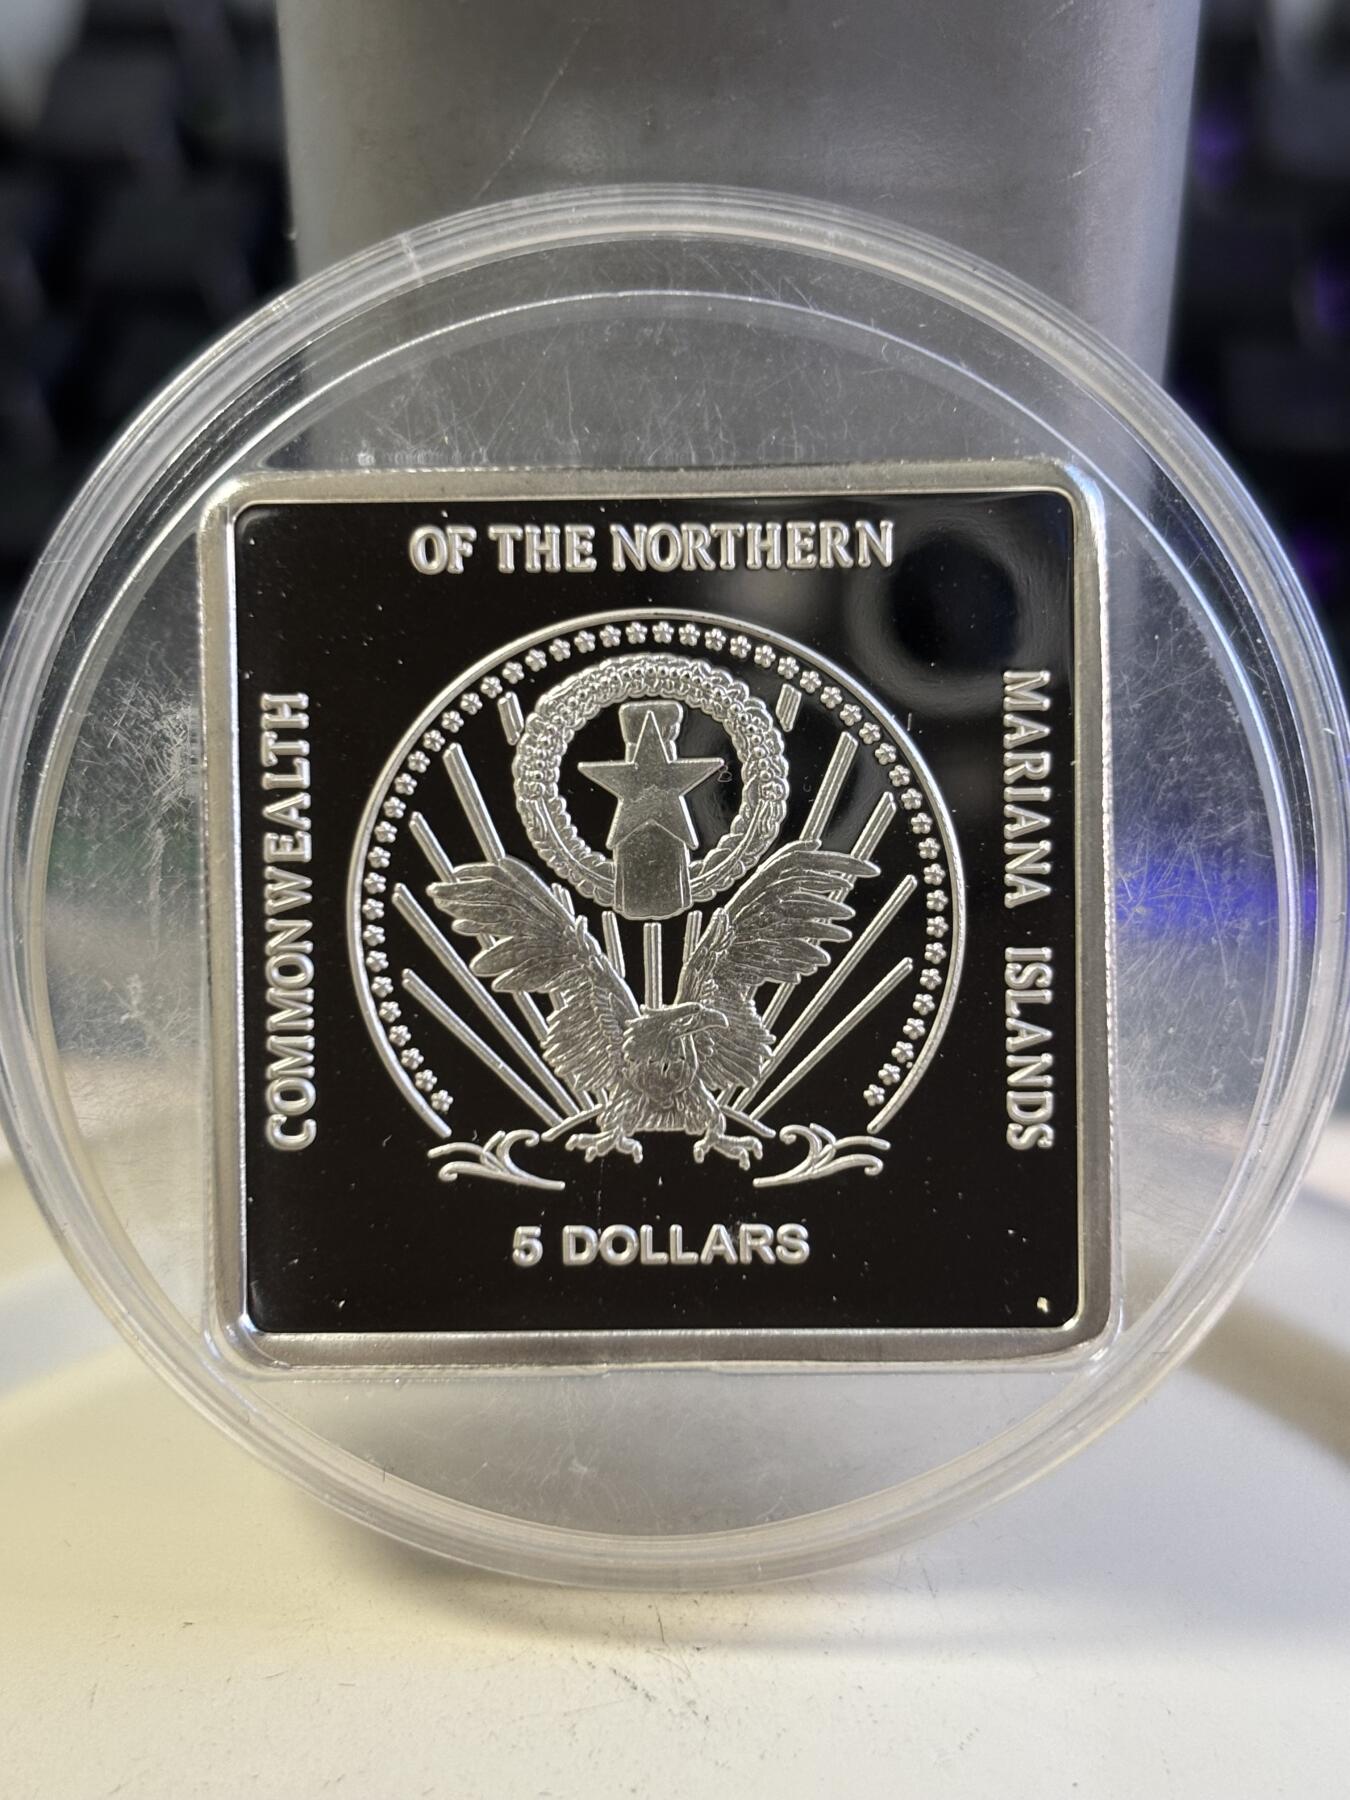 COMMONWEALTH
OF THE NORTHERN
MARIANA ISLANDS
5 DOLLARS